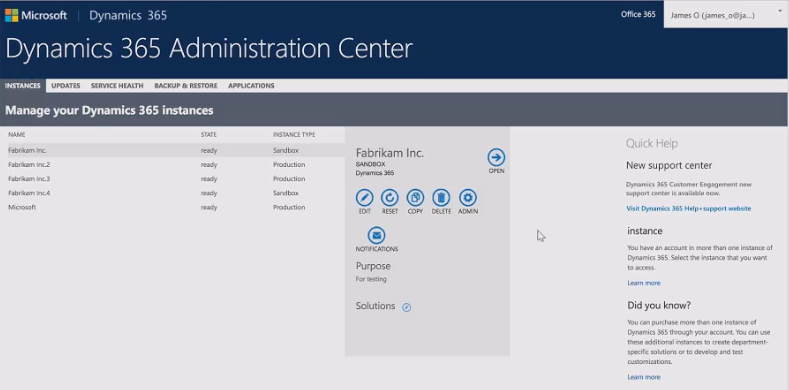 Microsoft | Dynamics 365
Office 365
James O (james_o@ja...)
Dynamics 365 Administration Center
INSTANCES UPDATES SERVICE HEALTH BACKUP & RESTORE APPLICATIONS
Manage your Dynamics 365 instances
NAME STATE INSTANCE TYPE
Fabrikam Inc. ready Sandbox
Fabrikam Inc.2 ready Production
Fabrikam Inc.3 ready Production
Fabrikam Inc.4 ready Sandbox
Microsoft ready Production
Fabrikam Inc.
SANDBOX
Dynamics 365
OPEN
EDIT RESET COPY DELETE ADMIN
NOTIFICATIONS
Purpose
For testing
Solutions
Quick Help
New support center
Dynamics 365 Customer Engagement new
support center is available now.
Visit Dynamics 365 Help+support website
instance
You have an account in more than one instance of
Dynamics 365. Select the instance that you want
to access.
Learn more
Did you know?
You can purchase more than one instance of
Dynamics 365 through your account. You can use
these additional instances to create department-
specific solutions or to develop and test
customizations.
Learn more